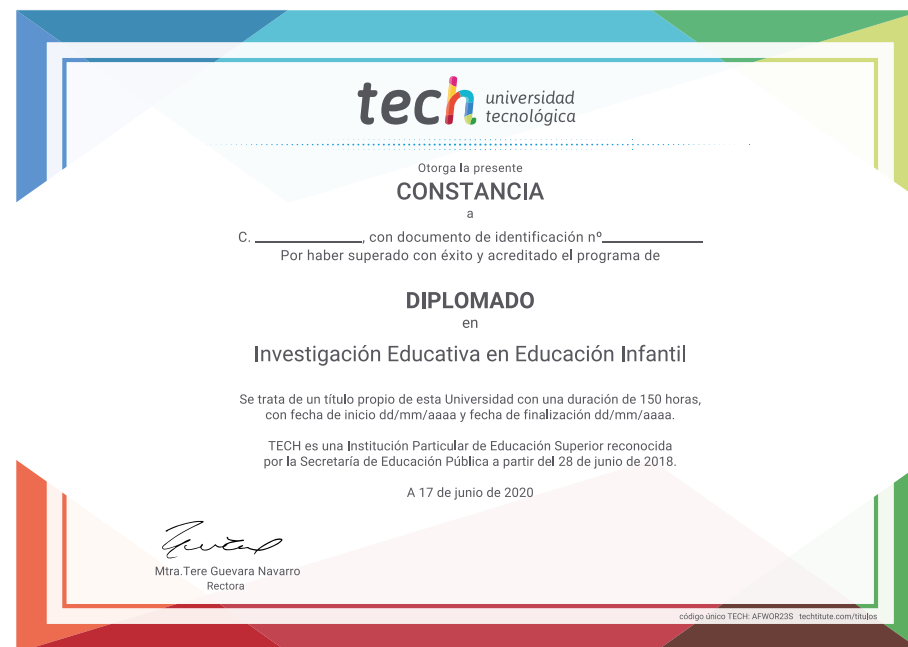 tech universidad
tecnológica
Otorga la presente
CONSTANCIA
a
C. ____________, con documento de identificación nº____________
Por haber superado con éxito y acreditado el programa de
DIPLOMADO
en
Investigación Educativa en Educación Infantil
Se trata de un título propio de esta Universidad con una duración de 150 horas,
con fecha de inicio dd/mm/aaaa y fecha de finalización dd/mm/aaaa.
TECH es una Institución Particular de Educación Superior reconocida
por la Secretaría de Educación Pública a partir del 28 de junio de 2018.
A 17 de junio de 2020
Mtra.Tere Guevara Navarro
Rectora
código único TECH: AFWOR23S techtitute.com/titulos